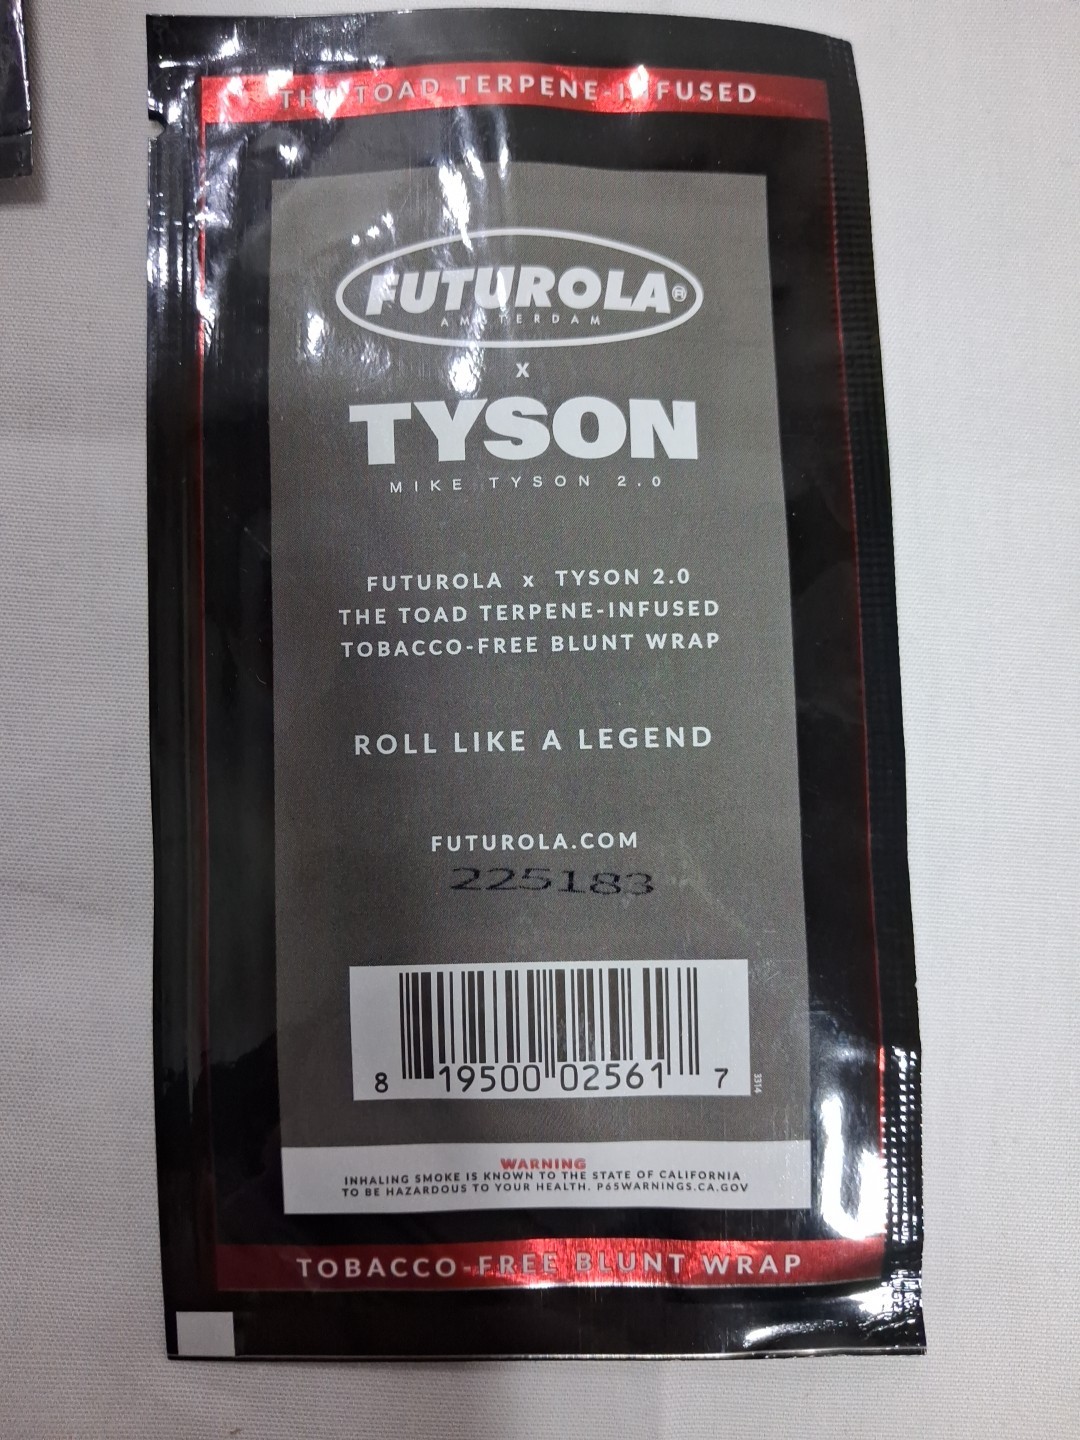 THE TOAD TERPENE-INFUSED
FUTUROLA®
AMSTERDAM
x
TYSON
MIKE TYSON 2.0
FUTUROLA x TYSON 2.0
THE TOAD TERPENE-INFUSED
TOBACCO-FREE BLUNT WRAP
ROLL LIKE A LEGEND
FUTUROLA.COM
225183
8 19500 02561 7
3314
WARNING
INHALING SMOKE IS KNOWN TO THE STATE OF CALIFORNIA
TO BE HAZARDOUS TO YOUR HEALTH. P65WARNINGS.CA.GOV
TOBACCO-FREE BLUNT WRAP